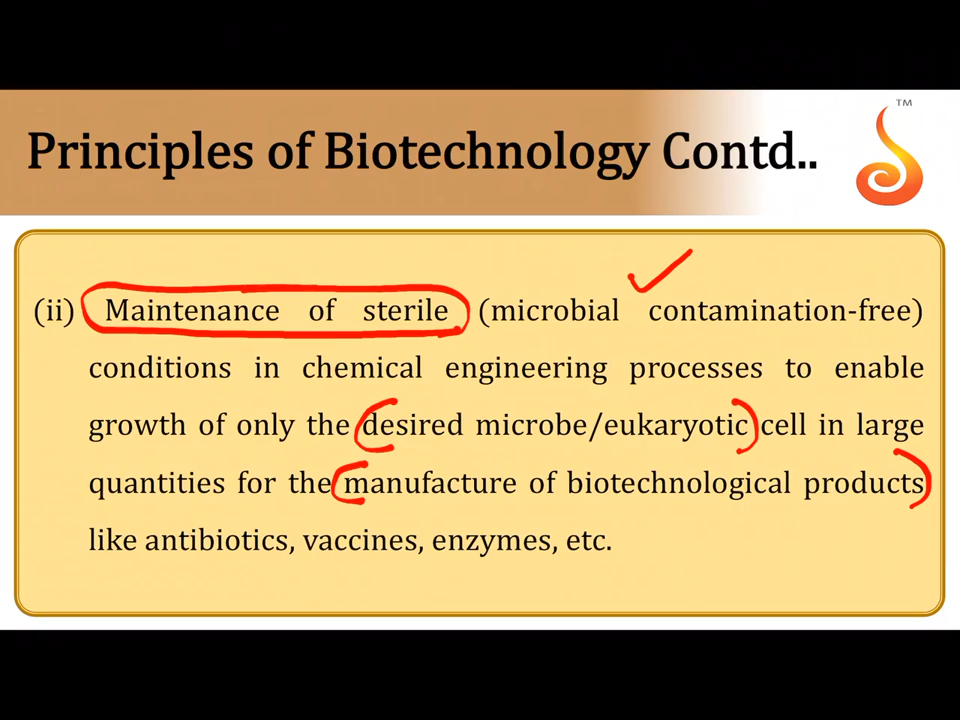 Principles of Biotechnology Contd..
TM
(ii) Maintenance of sterile (microbial contamination-free)
conditions in chemical engineering processes to enable
growth of only the desired microbe/eukaryotic cell in large
quantities for the manufacture of biotechnological products
like antibiotics, vaccines, enzymes, etc.